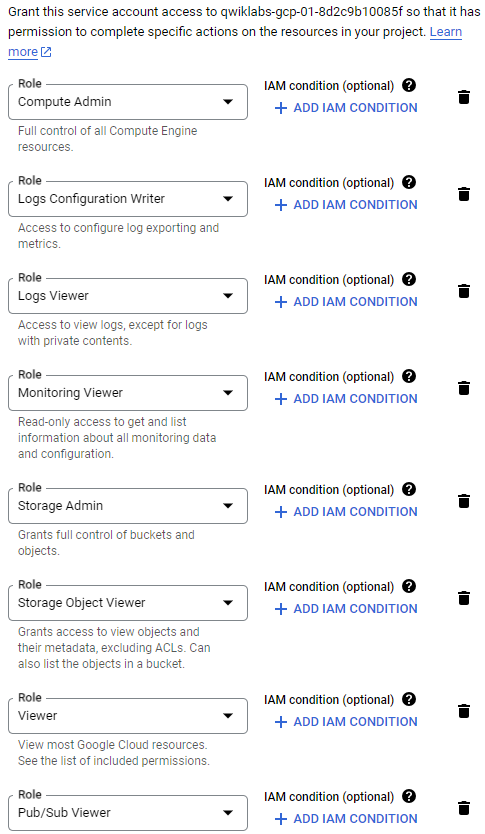 Grant this service account access to qwiklabs-gcp-01-8d2c9b10085f so that it has
permission to complete specific actions on the resources in your project. Learn
more
Role
Compute Admin
IAM condition (optional)
ADD IAM CONDITION
Full control of all Compute Engine
resources.
Role
Logs Configuration Writer
IAM condition (optional)
ADD IAM CONDITION
Access to configure log exporting and
metrics.
Role
Logs Viewer
IAM condition (optional)
ADD IAM CONDITION
Access to view logs, except for logs
with private contents.
Role
Monitoring Viewer
IAM condition (optional)
ADD IAM CONDITION
Read-only access to get and list
information about all monitoring data
and configuration.
Role
Storage Admin
IAM condition (optional)
ADD IAM CONDITION
Grants full control of buckets and
objects.
Role
Storage Object Viewer
IAM condition (optional)
ADD IAM CONDITION
Grants access to view objects and
their metadata, excluding ACLs. Can
also list the objects in a bucket.
Role
Viewer
IAM condition (optional)
ADD IAM CONDITION
View most Google Cloud resources.
See the list of included permissions.
Role
Pub/Sub Viewer
IAM condition (optional)
ADD IAM CONDITION